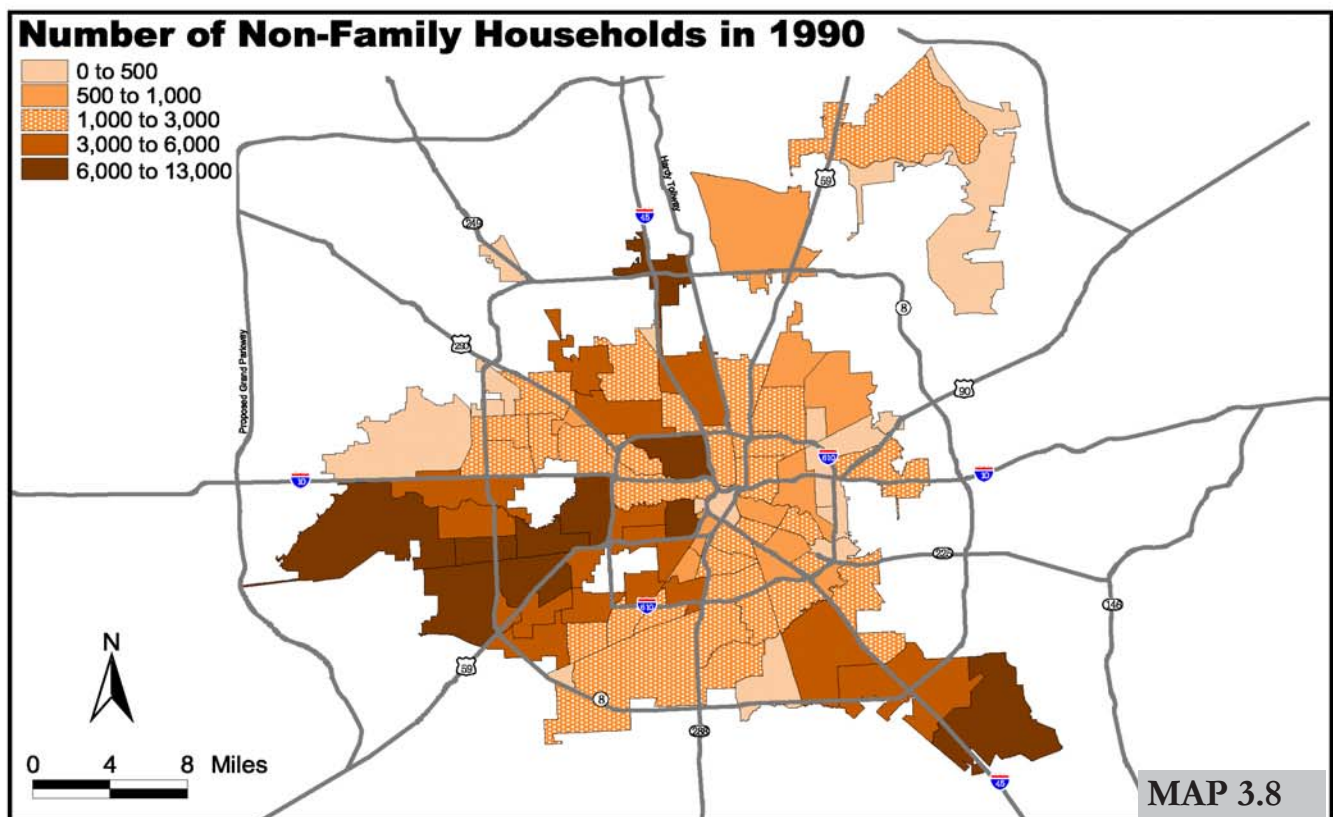 Number of Non-Family Households in 1990
0 to 500
500 to 1,000
1,000 to 3,000
3,000 to 6,000
6,000 to 13,000
Hardy Tollway
59
45
249
8
290
90
Proposed Grand Parkway
610
10
10
225
146
610
N
59
8
288
0 4 8 Miles
45
MAP 3.8